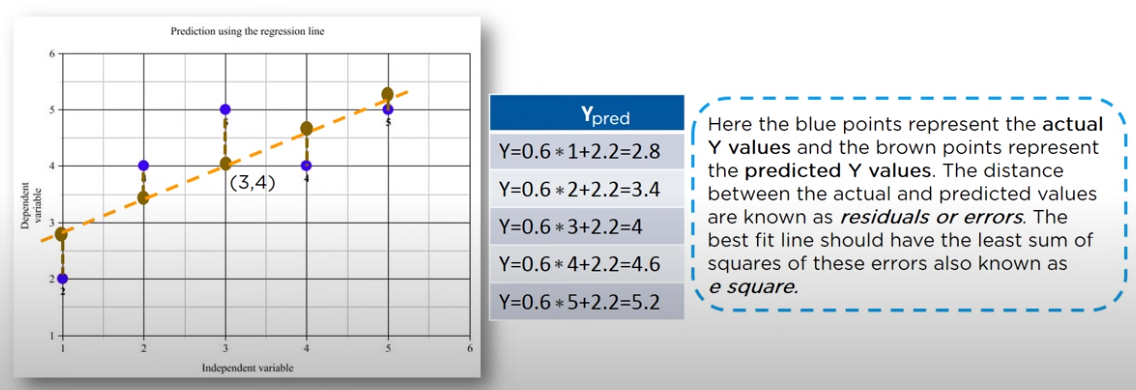 Prediction using the regression line
6
5
4
3
2
1
Dependent
variable
(3,4)
2
4
5
1
2
3
4
5
6
Independent variable
Ypred
Y=0.6*1+2.2=2.8
Y=0.6*2+2.2=3.4
Y=0.6*3+2.2=4
Y=0.6*4+2.2=4.6
Y=0.6*5+2.2=5.2
Here the blue points represent the actual
Y values and the brown points represent
the predicted Y values. The distance
between the actual and predicted values
are known as residuals or errors. The
best fit line should have the least sum of
squares of these errors also known as
e square.